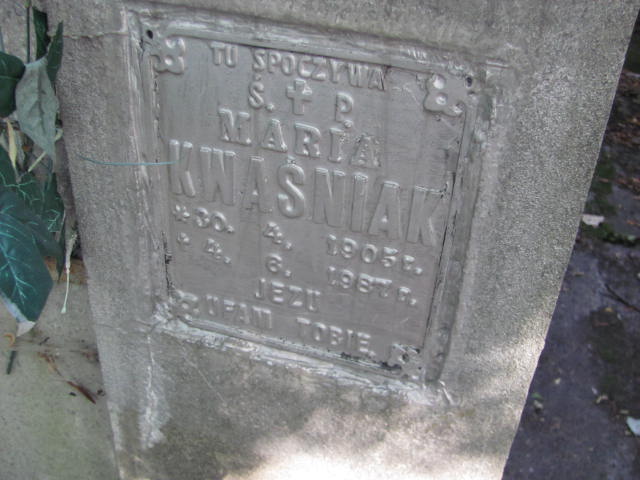 TU SPOCZYWA
Ś. † P.
MARIA
KWAŚNIAK
* 30. 4. 1905 r.
+ 4. 6. 1987 r.
JEZU
UFAM TOBIE.